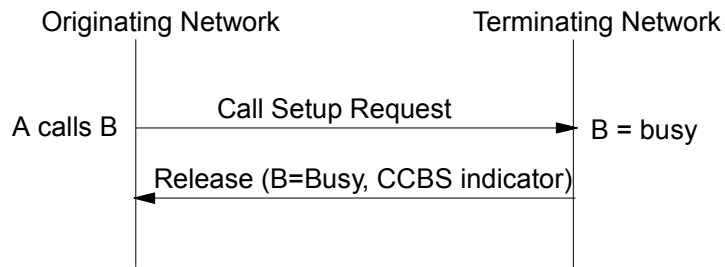 Originating Network
Terminating Network
A calls B
Call Setup Request
B = busy
Release (B=Busy, CCBS indicator)